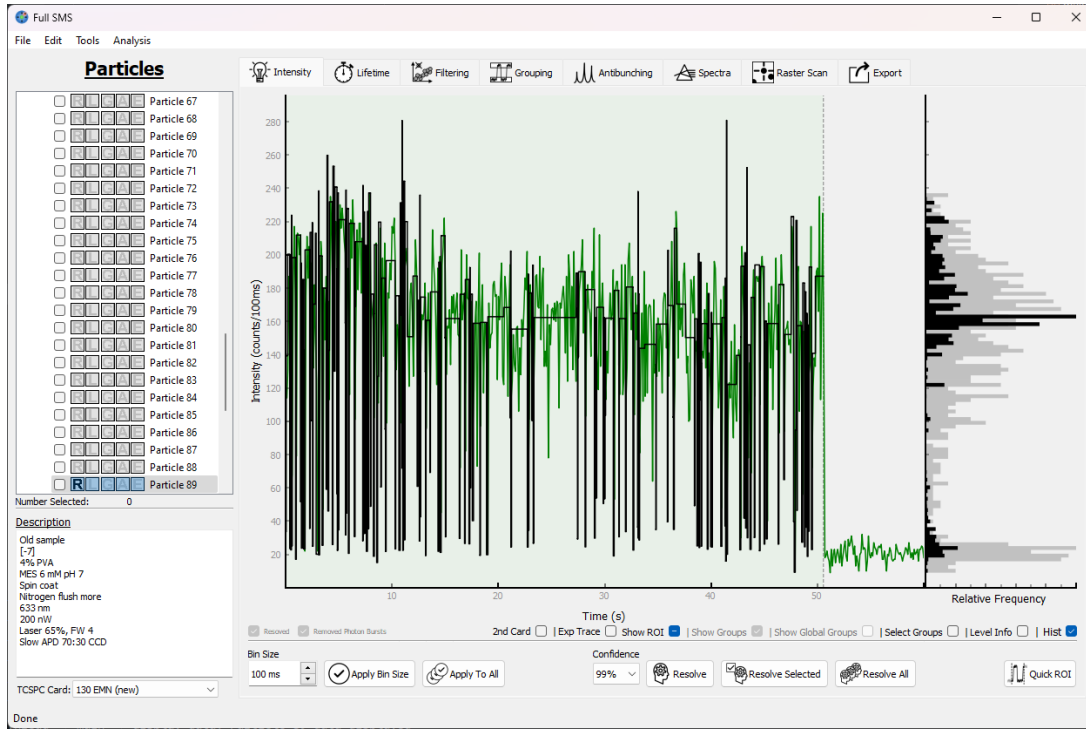 Full SMS
File Edit Tools Analysis
Particles
R L G A E Particle 67
R L G A E Particle 68
R L G A E Particle 69
R L G A E Particle 70
R L G A E Particle 71
R L G A E Particle 72
R L G A E Particle 73
R L G A E Particle 74
R L G A E Particle 75
R L G A E Particle 76
R L G A E Particle 77
R L G A E Particle 78
R L G A E Particle 79
R L G A E Particle 80
R L G A E Particle 81
R L G A E Particle 82
R L G A E Particle 83
R L G A E Particle 84
R L G A E Particle 85
R L G A E Particle 86
R L G A E Particle 87
R L G A E Particle 88
R L G A E Particle 89
Number Selected: 0
Description
Old sample
[-7]
4% PVA
MES 6 mM pH 7
Spin coat
Nitrogen flush more
633 nm
200 nW
Laser 65%, FW 4
Slow APD 70:30 CCD
TCSPC Card: 130 EMN (new)
Done
Intensity Lifetime Filtering Grouping Antibunching Spectra Raster Scan Export
Intensity (counts/100ms)
280
260
240
220
200
180
160
140
120
100
80
60
40
20
10 20 30 40 50
Time (s)
Relative Frequency
Resoved Removed Photon Bursts 2nd Card | Exp Trace Show ROI | Show Groups | Show Global Groups | Select Groups | Level Info | Hist
Bin Size Confidence
100 ms Apply Bin Size Apply To All 99% Resolve Resolve Selected Resolve All Quick ROI